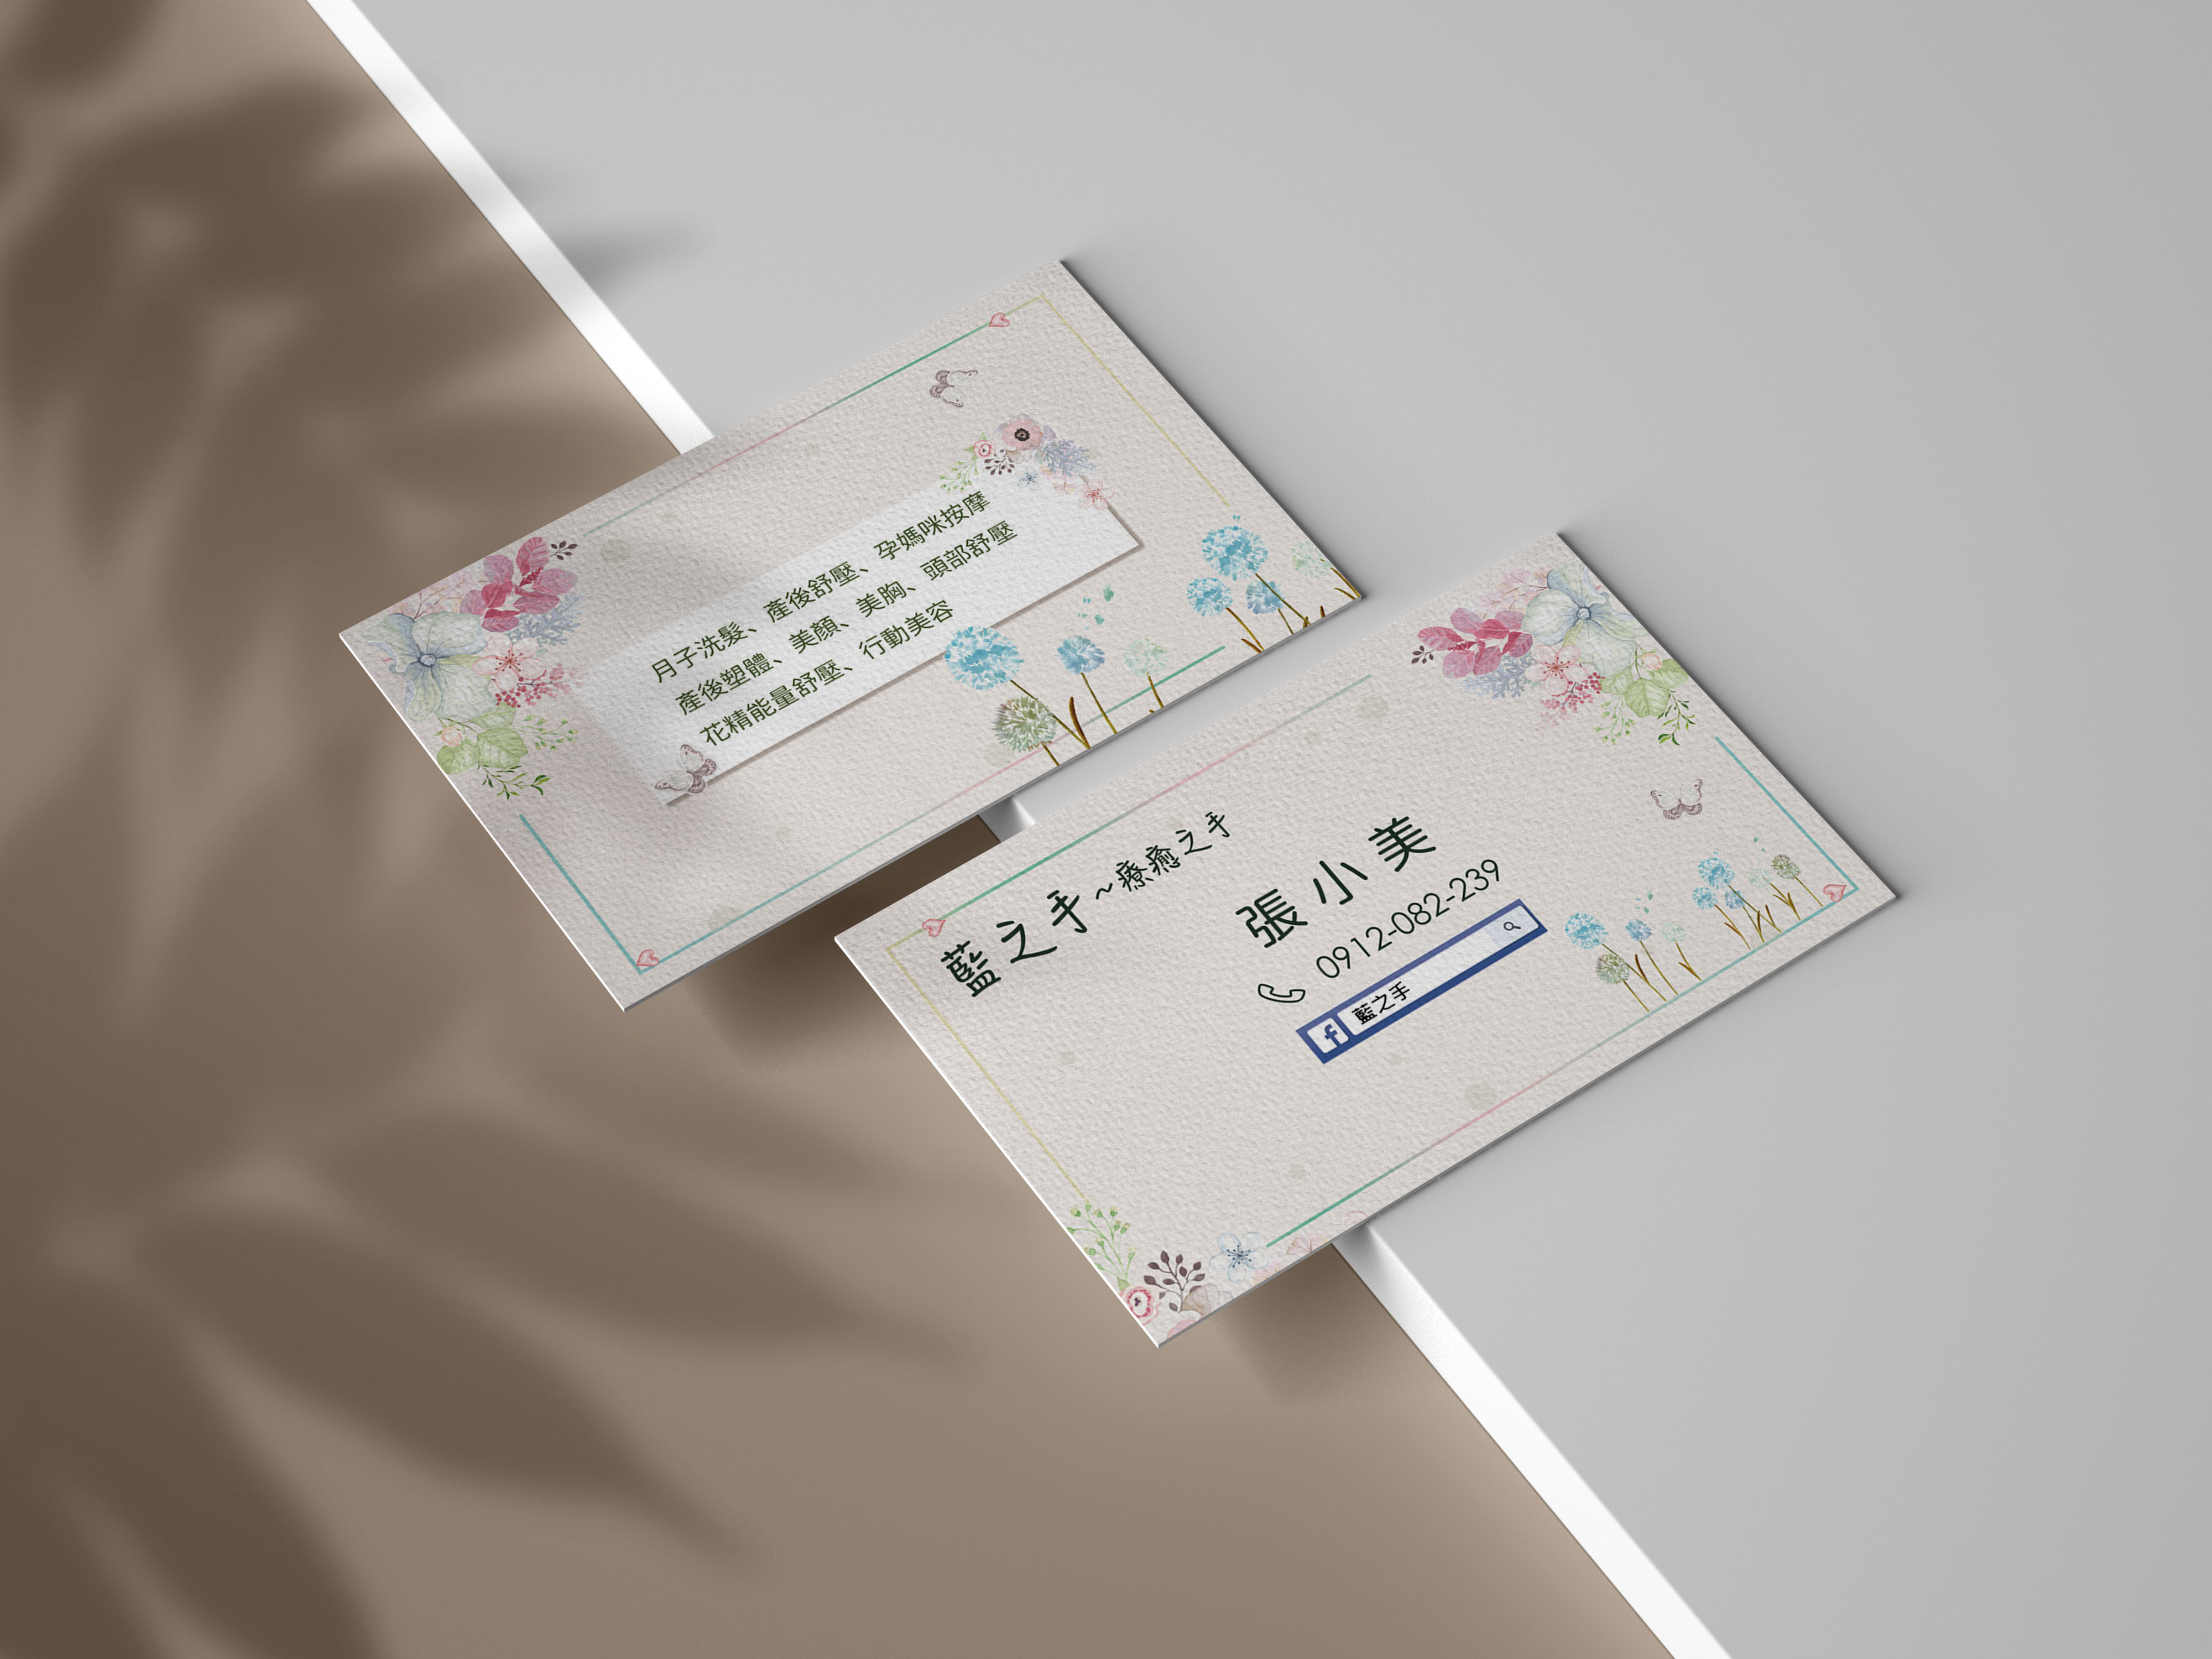 月子洗髮、產後舒壓、孕媽咪按摩
產後塑體、美顏、美胸、頭部舒壓
花精能量舒壓、行動美容
藍之手~療癒之手
張小美
0912-082-239
f 藍之手